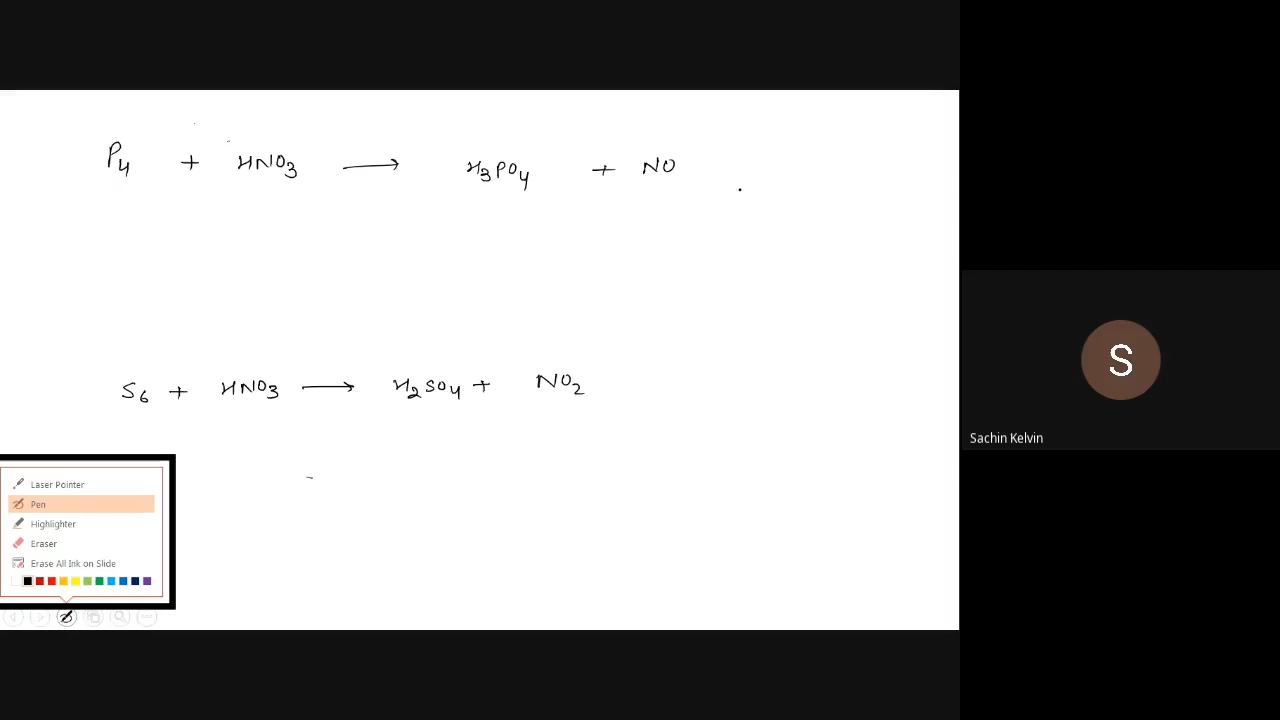 P4 + HNO3 ⟶ H3PO4 + NO
S6 + HNO3 ⟶ H2SO4 + NO2
S
Sachin Kelvin
Laser Pointer
Pen
Highlighter
Eraser
Erase All Ink on Slide